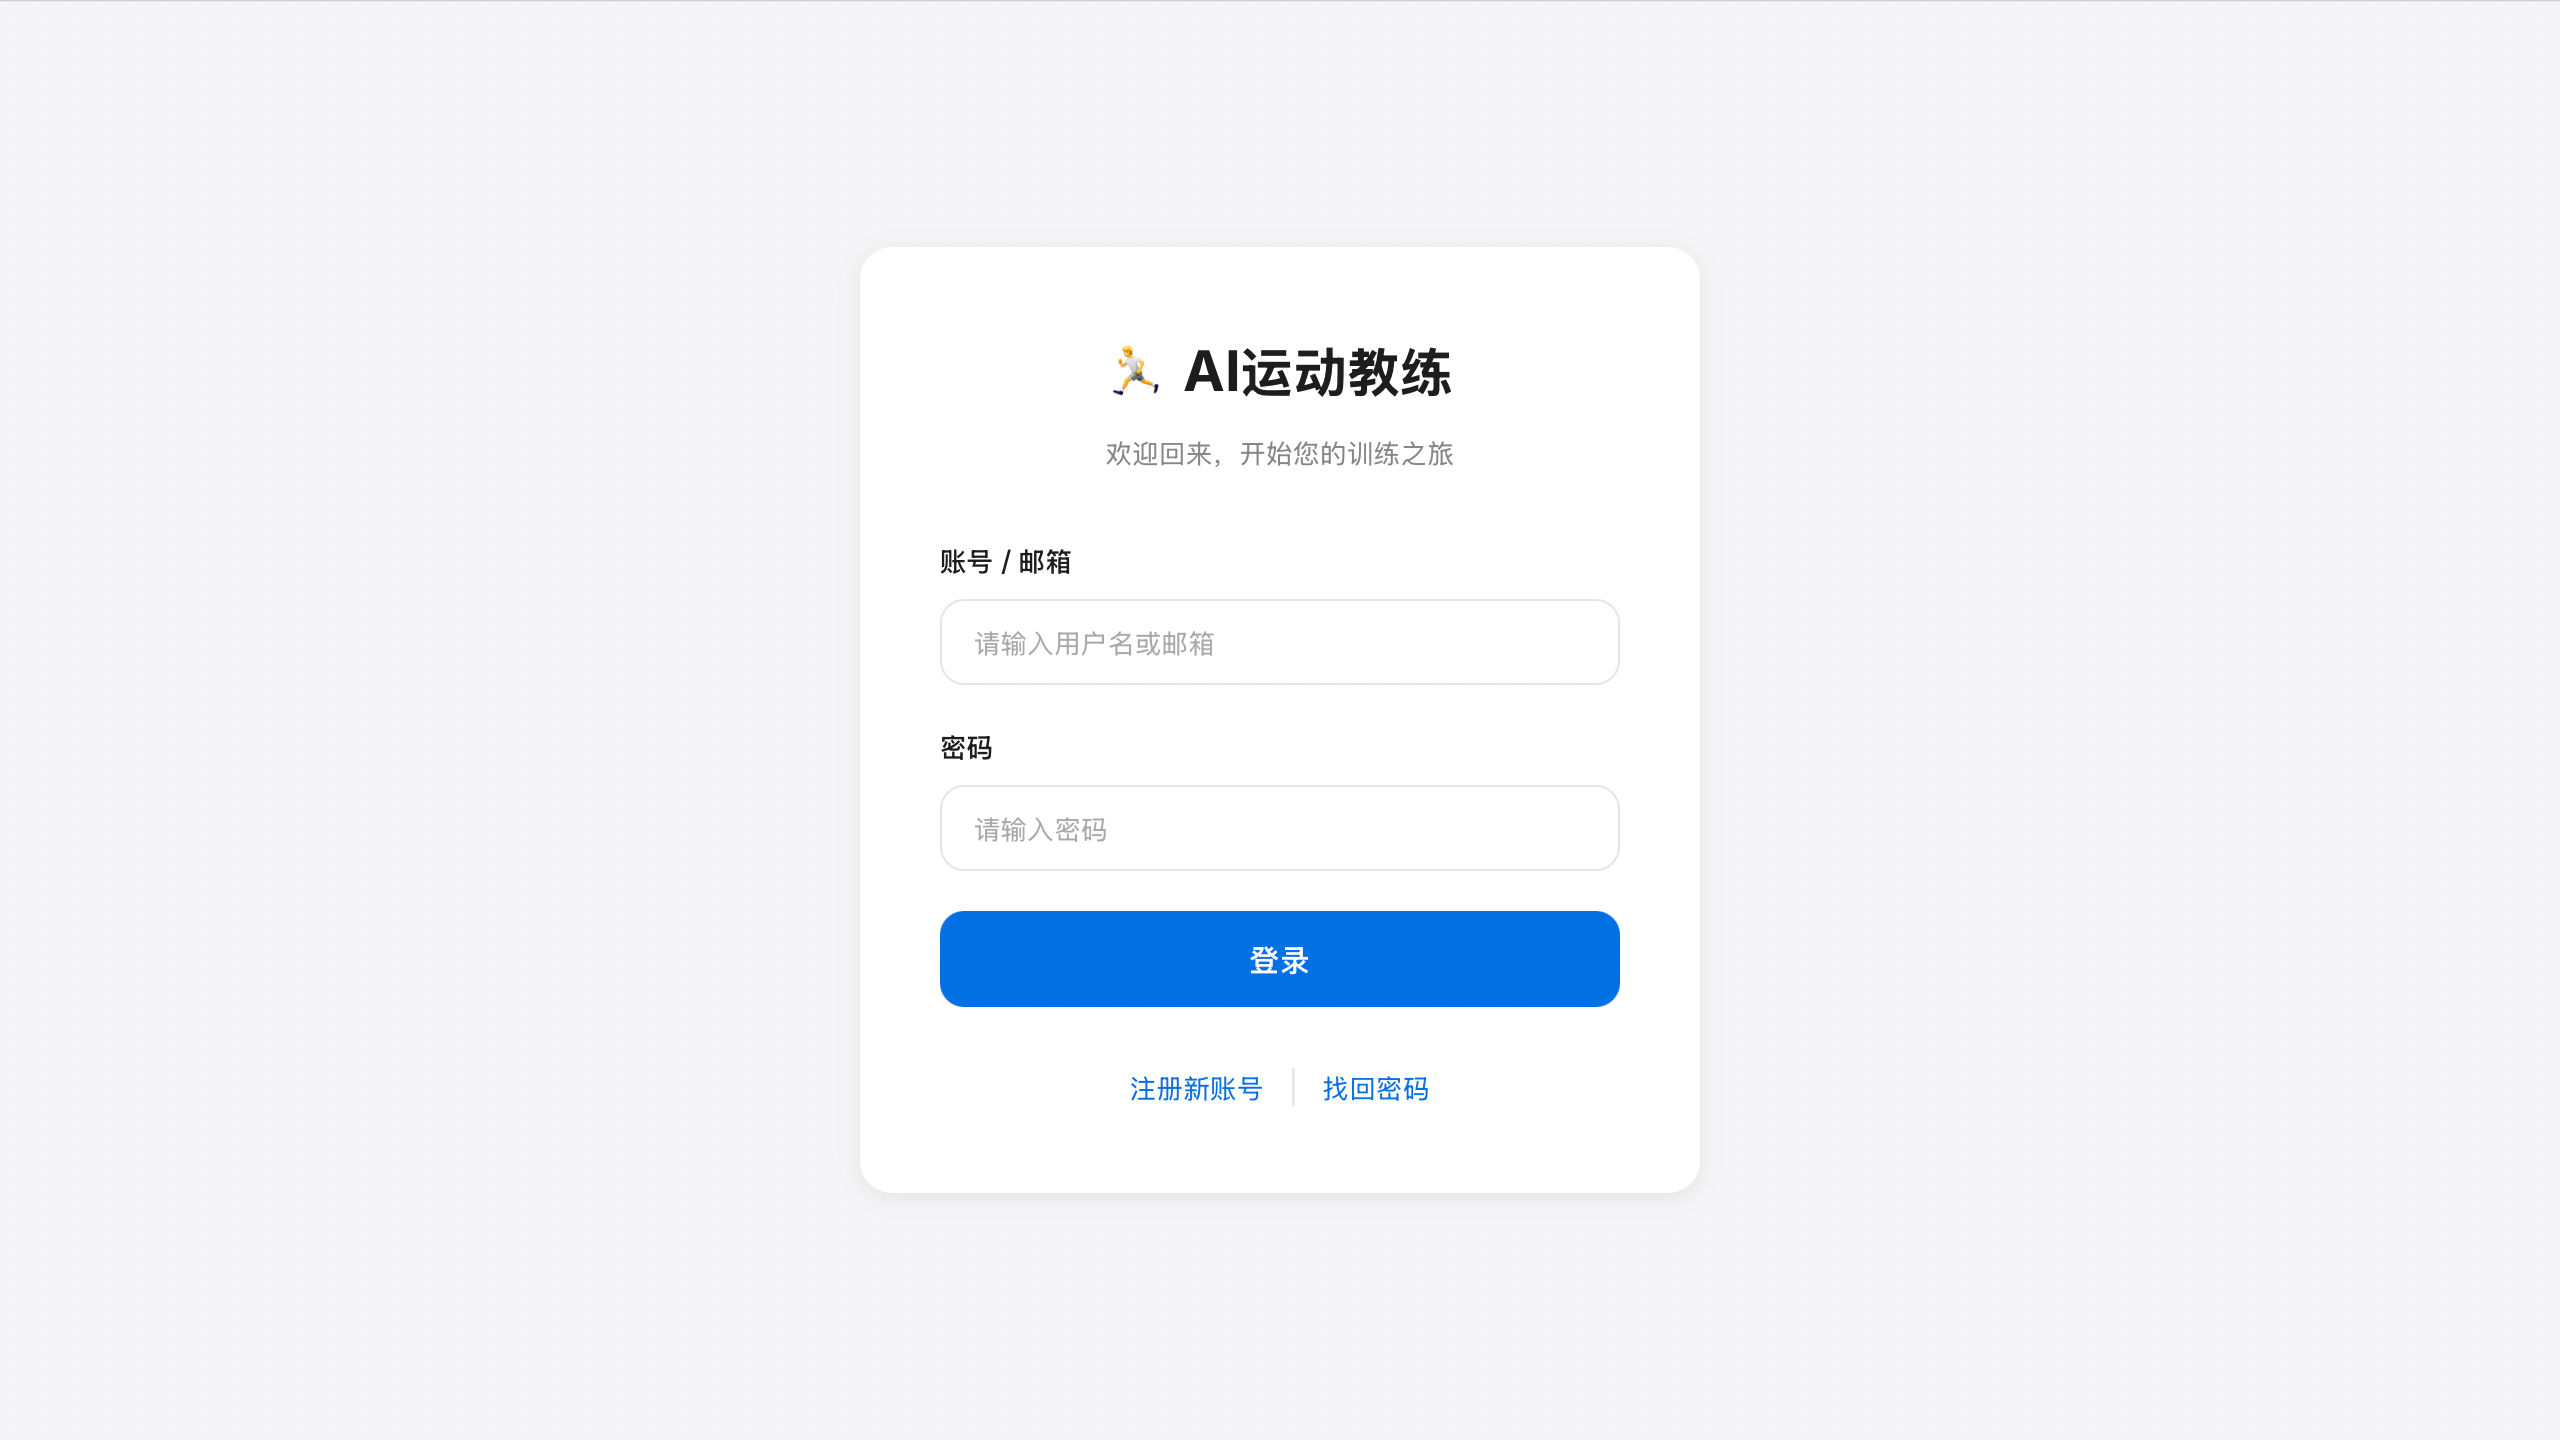 AI运动教练
欢迎回来，开始您的训练之旅
账号 / 邮箱
请输入用户名或邮箱
密码
请输入密码
登录
注册新账号
找回密码